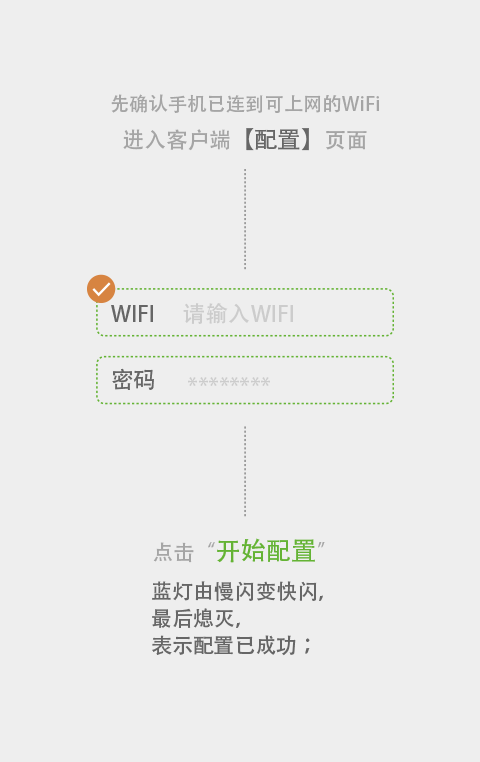 先确认手机已连到可上网的WiFi
进入客户端【配置】页面
WIFI 请输入WIFI
密码 ********
点击“开始配置”
蓝灯由慢闪变快闪,
最后熄灭,
表示配置已成功；